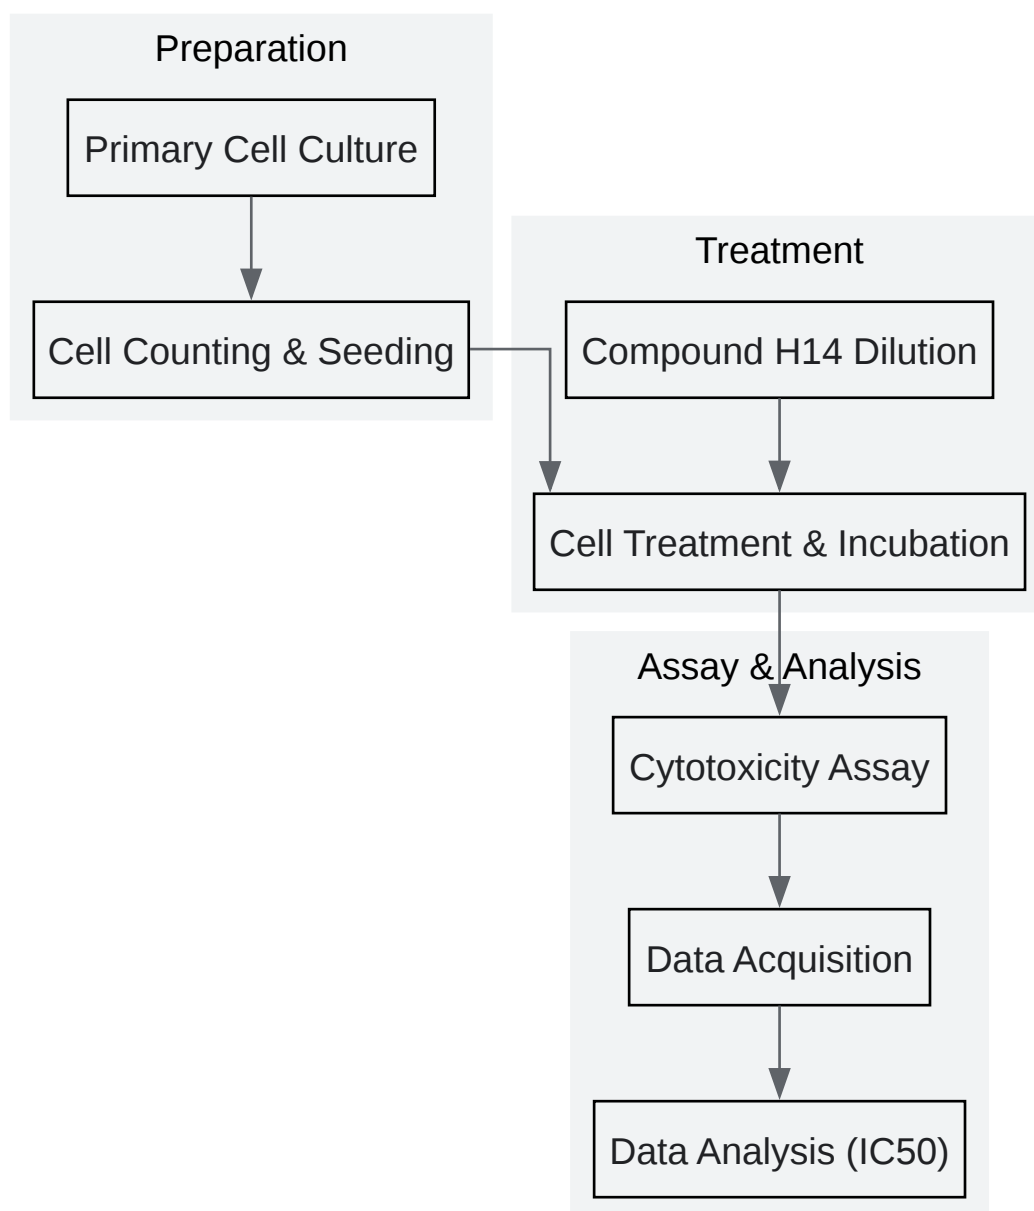 Preparation
Primary Cell Culture
Cell Counting & Seeding
Treatment
Compound H14 Dilution
Cell Treatment & Incubation
Assay & Analysis
Cytotoxicity Assay
Data Acquisition
Data Analysis (IC50)